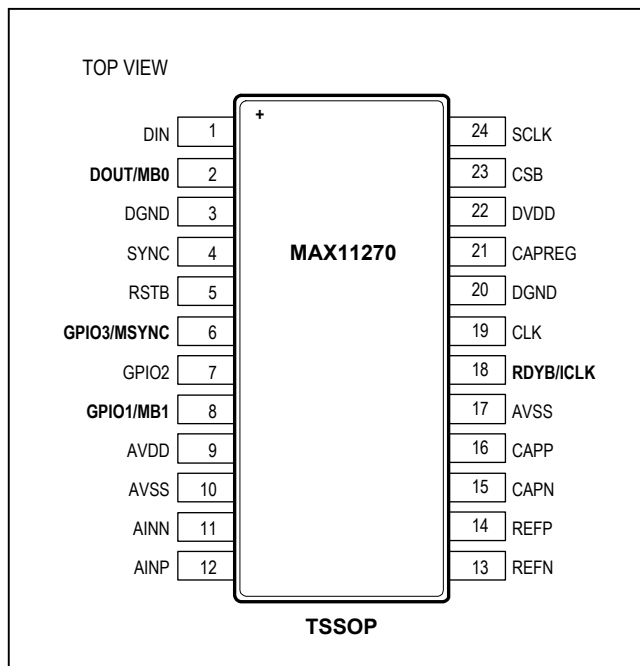 TOP VIEW
+
MAX11270
DIN 1
DOUT/MB0 2
DGND 3
SYNC 4
RSTB 5
GPIO3/MSYNC 6
GPIO2 7
GPIO1/MB1 8
AVDD 9
AVSS 10
AINN 11
AINP 12
24 SCLK
23 CSB
22 DVDD
21 CAPREG
20 DGND
19 CLK
18 RDYB/ICLK
17 AVSS
16 CAPP
15 CAPN
14 REFP
13 REFN
TSSOP